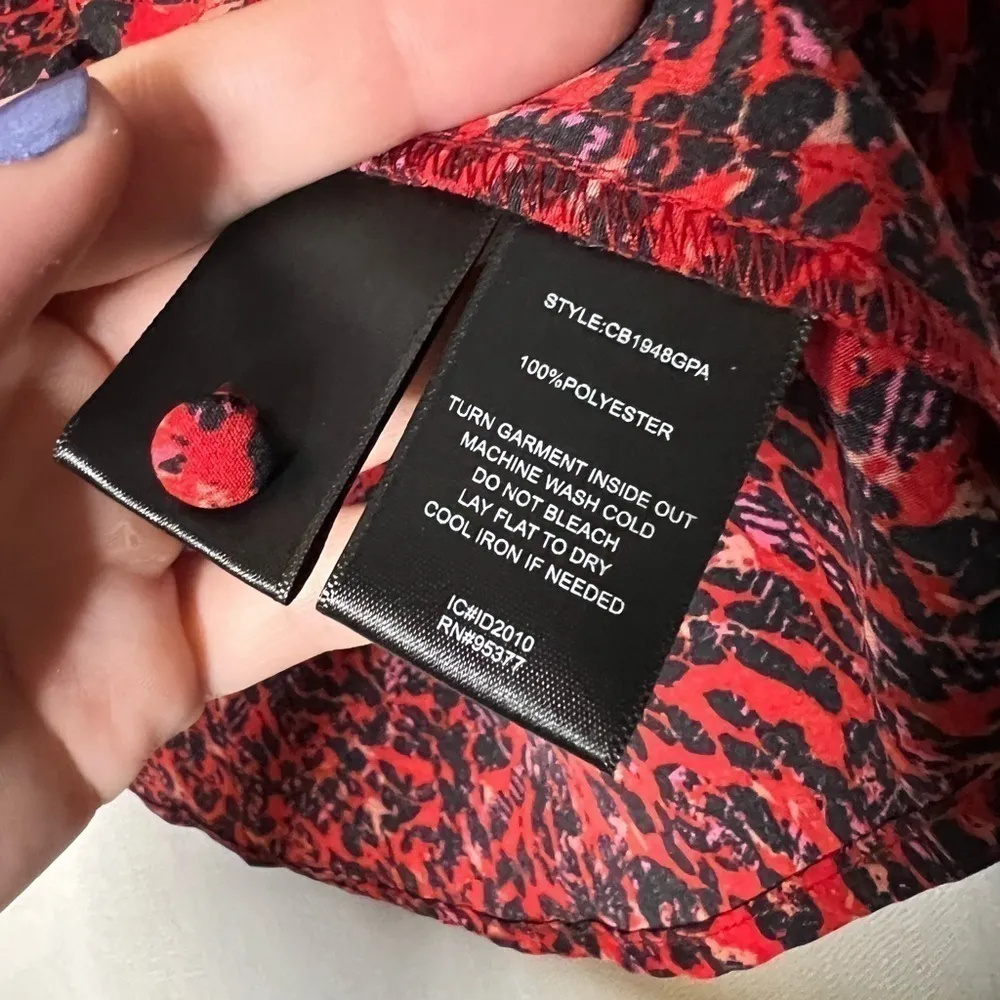 STYLE:CB1948GPA
100%POLYESTER
TURN GARMENT INSIDE OUT
MACHINE WASH COLD
DO NOT BLEACH
LAY FLAT TO DRY
COOL IRON IF NEEDED
IC#ID2010
RN#95377